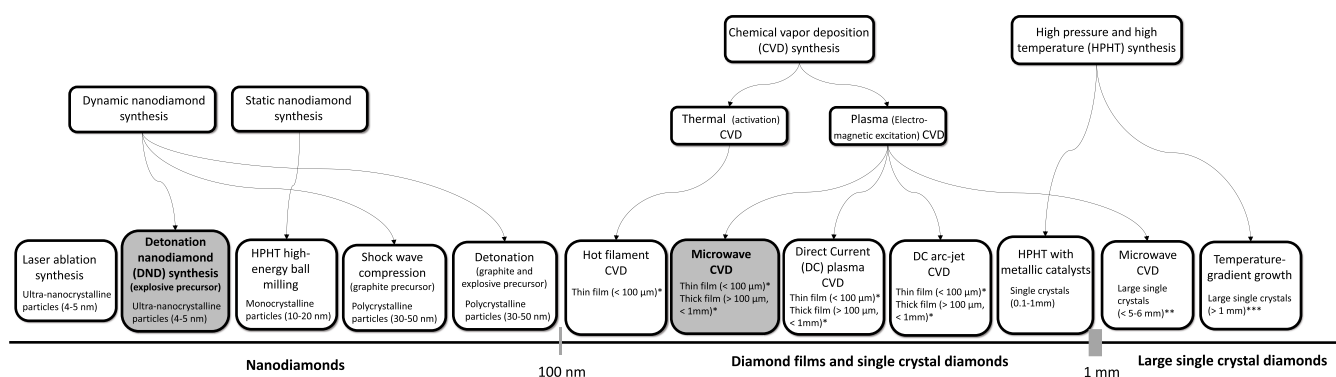 Chemical vapor deposition
(CVD) synthesis
High pressure and high
temperature (HPHT) synthesis
Dynamic nanodiamond
synthesis
Static nanodiamond
synthesis
Thermal (activation)
CVD
Plasma (Electro-
magnetic excitation) CVD
Laser ablation
synthesis
Ultra-nanocrystalline
particles (4-5 nm)
Detonation
nanodiamond
(DND) synthesis
(explosive precursor)
Ultra-nanocrystalline
particles (4-5 nm)
HPHT high-
energy ball
milling
Monocrystalline
particles (10-20 nm)
Shock wave
compression
(graphite precursor)
Polycrystalline
particles (30-50 nm)
Detonation
(graphite and
explosive precursor)
Polycrystalline
particles (30-50 nm)
Hot filament
CVD
Thin film (< 100 μm)*
Microwave
CVD
Thin film (< 100 μm)*
Thick film (> 100 μm,
< 1mm)*
Direct Current
(DC) plasma
CVD
Thin film (< 100 μm)*
Thick film (> 100 μm,
< 1mm)*
DC arc-jet
CVD
Thin film (< 100 μm)*
Thick film (> 100 μm,
< 1mm)*
HPHT with
metallic catalysts
Single crystals
(0.1-1mm)
Microwave
CVD
Large single
crystals
(< 5-6 mm)**
Temperature-
gradient growth
Large single crystals
(> 1 mm)***
Nanodiamonds
100 nm
Diamond films and single crystal diamonds
1 mm
Large single crystal diamonds